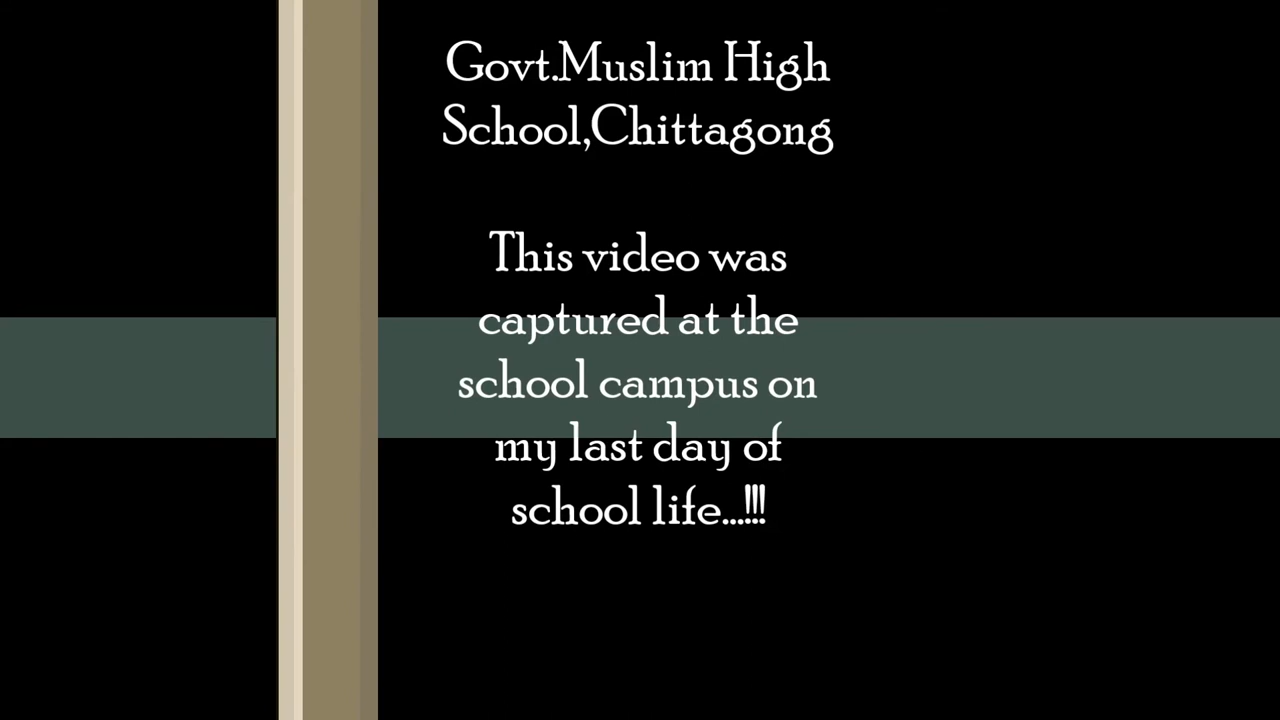 Govt.Muslim High
School,Chittagong
This video was
captured at the
school campus on
my last day of
school life...!!!